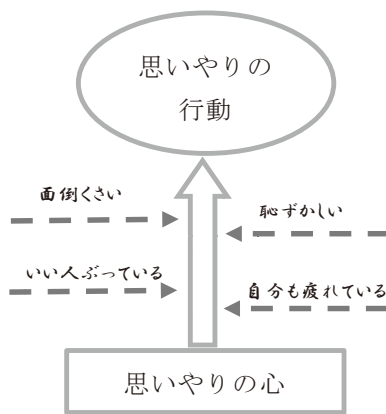 思いやりの
行動
面倒くさい
恥ずかしい
いい人ぶっている
自分も疲れている
思いやりの心